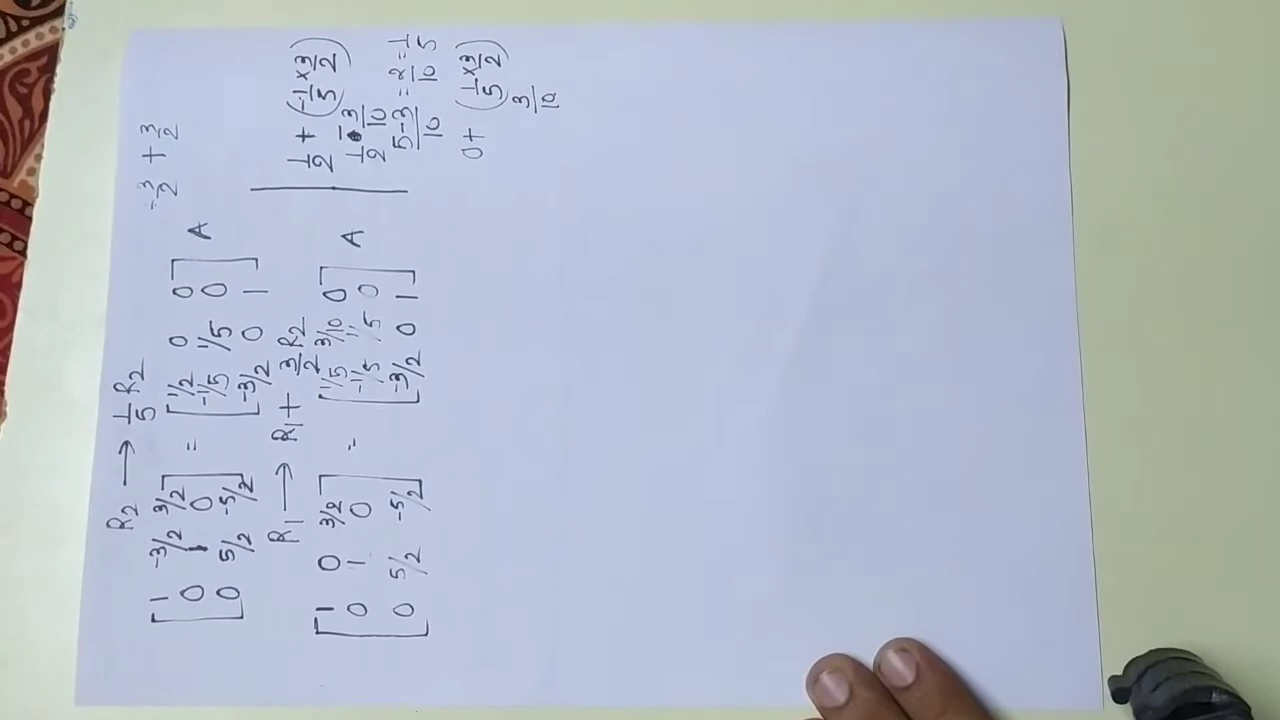 R2 → 1/5 R2
[1 -3/2 3/2] = [1/2 0 0]
[0 1 0] [-1/5 1/5 0] A
[0 5/2 -5/2] [-3/2 0 1]
-3/2 + 3/2
R1 → R1 + 3/2 R2
[1 0 3/2] = [1/5 3/10 0]
[0 1 0] [-1/5 1/5 0] A
[0 5/2 -5/2] [-3/2 0 1]
1/2 + (-1/5 × 3/2)
1/2 - 3/10
5-3/10 = 2/10 = 1/5
0 + (1/5 × 3/2)
3/10